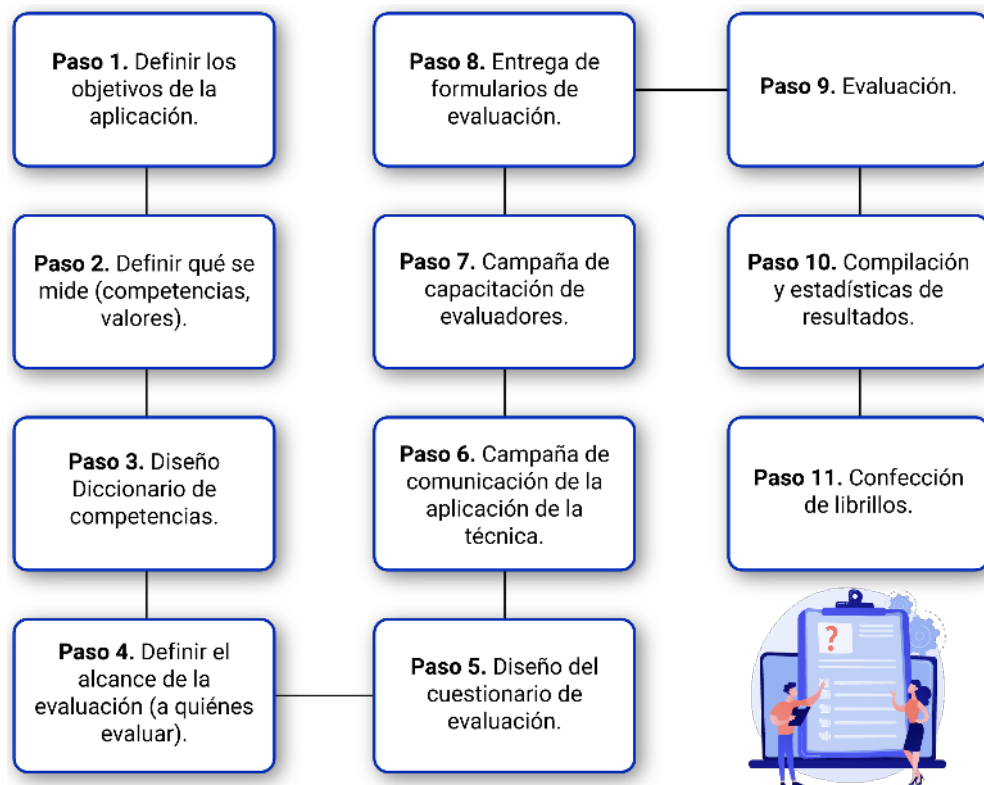 Paso 1. Definir los
objetivos de la
aplicación.
Paso 2. Definir qué se
mide (competencias,
valores).
Paso 3. Diseño
Diccionario de
competencias.
Paso 4. Definir el
alcance de la
evaluación (a quiénes
evaluar).
Paso 5. Diseño del
cuestionario de
evaluación.
Paso 6. Campaña de
comunicación de la
aplicación de la
técnica.
Paso 7. Campaña de
capacitación de
evaluadores.
Paso 8. Entrega de
formularios de
evaluación.
Paso 9. Evaluación.
Paso 10. Compilación
y estadísticas de
resultados.
Paso 11. Confección
de librillos.
?